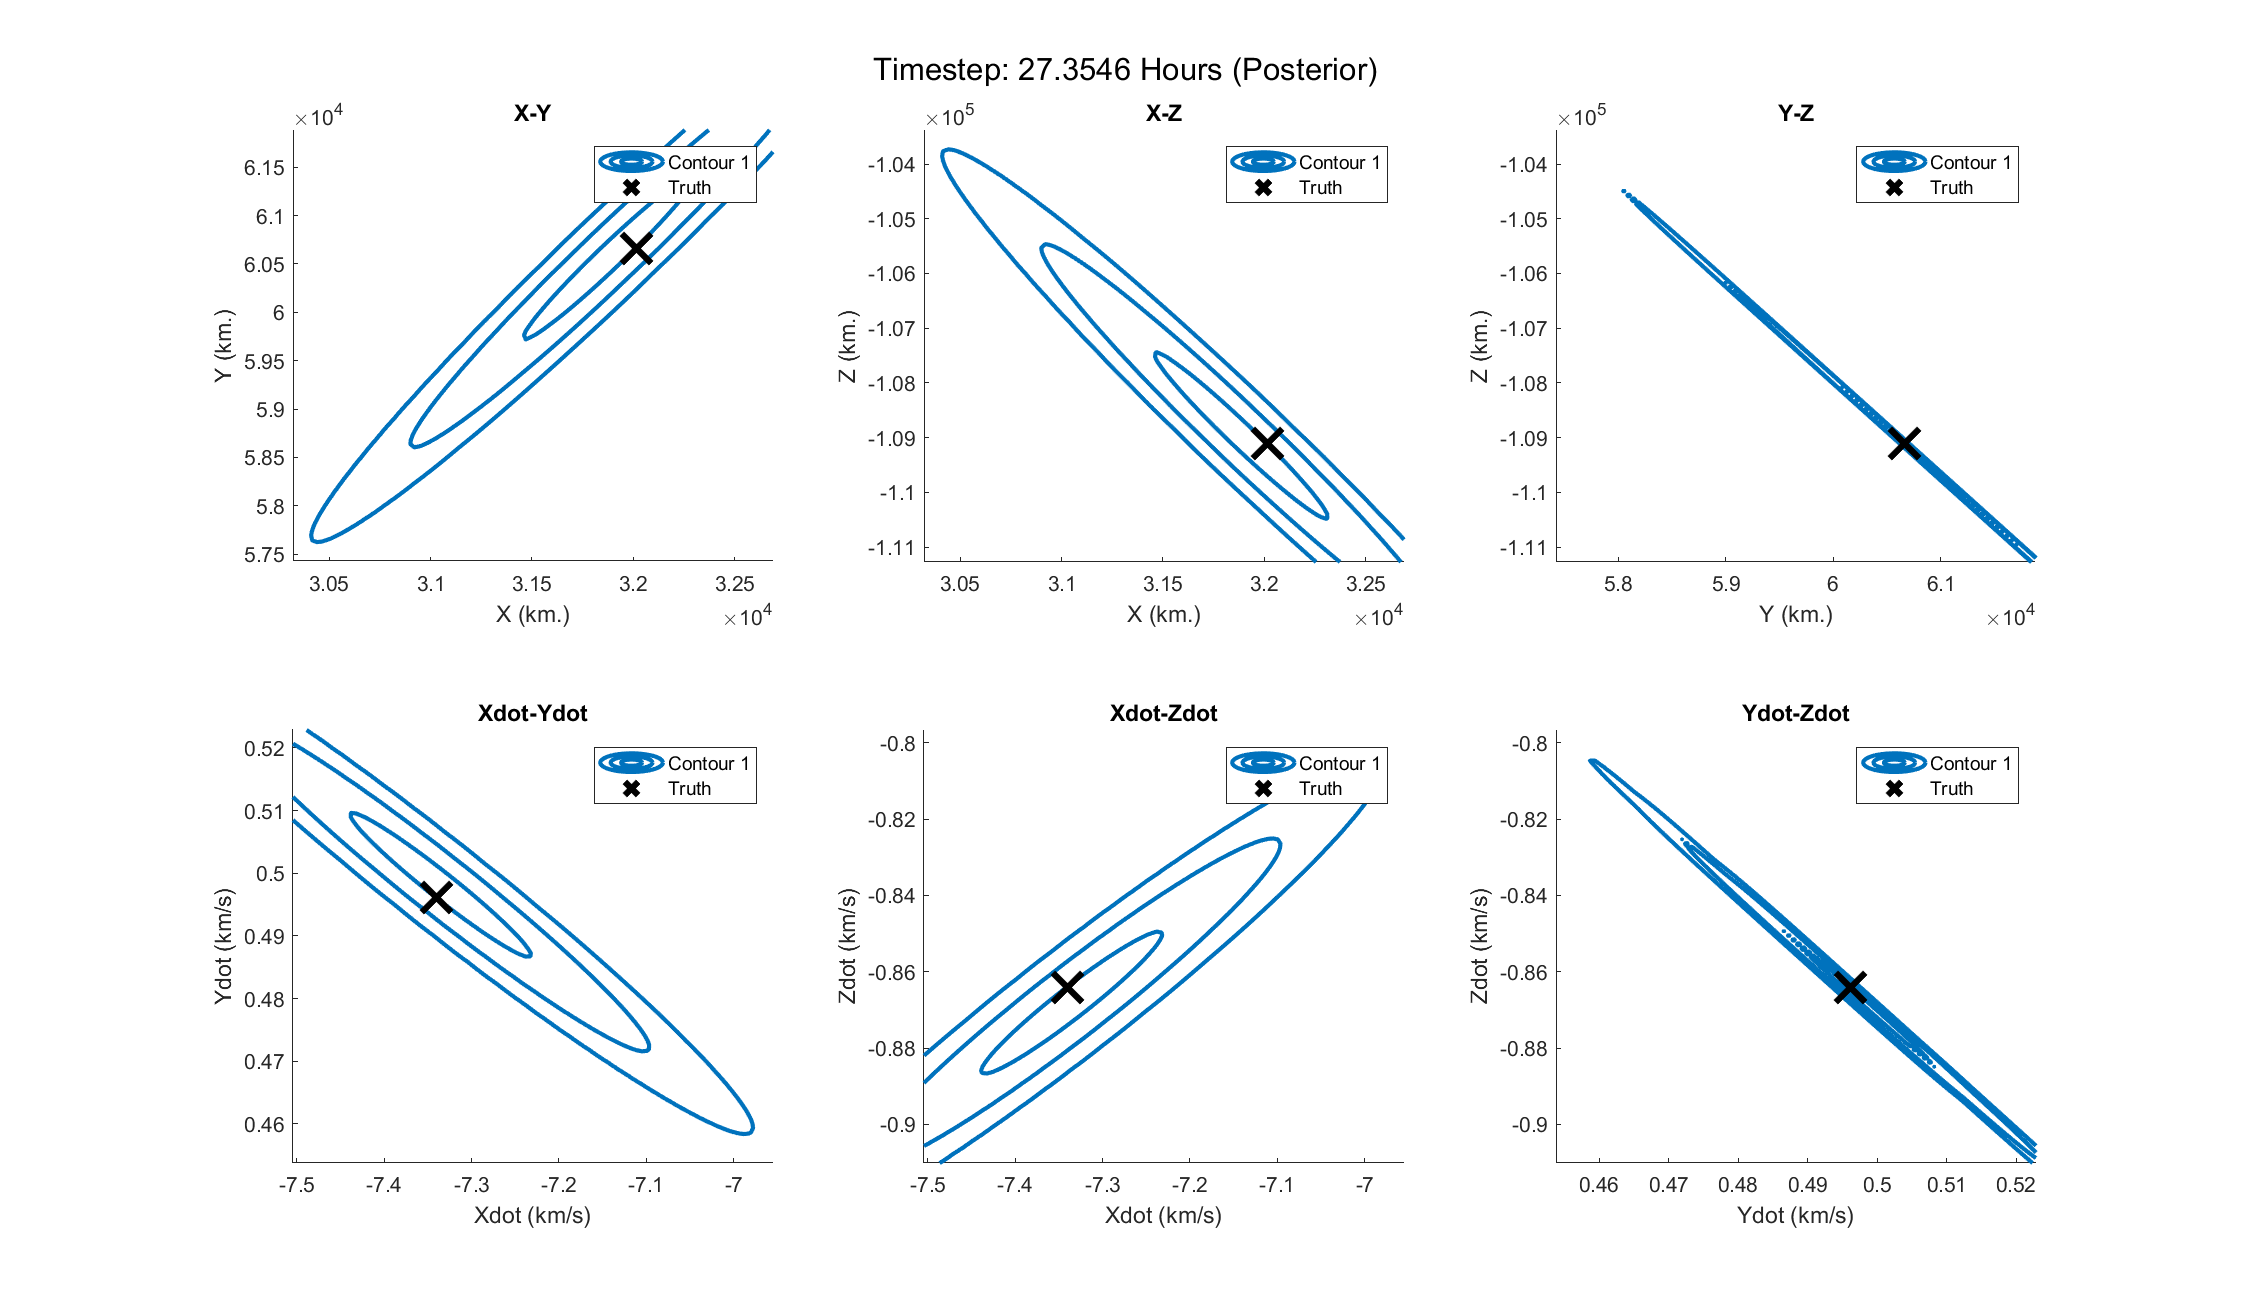 Timestep: 27.3546 Hours (Posterior)
X-Y
×10^4
6.15
6.1
6.05
6
5.95
5.9
5.85
5.8
5.75
Y (km.)
3.05 3.1 3.15 3.2 3.25
X (km.)
×10^4
Contour 1
Truth
X-Z
×10^5
-1.04
-1.05
-1.06
-1.07
-1.08
-1.09
-1.1
-1.11
Z (km.)
3.05 3.1 3.15 3.2 3.25
X (km.)
×10^4
Contour 1
Truth
Y-Z
×10^5
-1.04
-1.05
-1.06
-1.07
-1.08
-1.09
-1.1
-1.11
Z (km.)
5.8 5.9 6 6.1
Y (km.)
×10^4
Contour 1
Truth
Xdot-Ydot
0.52
0.51
0.5
0.49
0.48
0.47
0.46
Ydot (km/s)
-7.5 -7.4 -7.3 -7.2 -7.1 -7
Xdot (km/s)
Contour 1
Truth
Xdot-Zdot
-0.8
-0.82
-0.84
-0.86
-0.88
-0.9
Zdot (km/s)
-7.5 -7.4 -7.3 -7.2 -7.1 -7
Xdot (km/s)
Contour 1
Truth
Ydot-Zdot
-0.8
-0.82
-0.84
-0.86
-0.88
-0.9
Zdot (km/s)
0.46 0.47 0.48 0.49 0.5 0.51 0.52
Ydot (km/s)
Contour 1
Truth